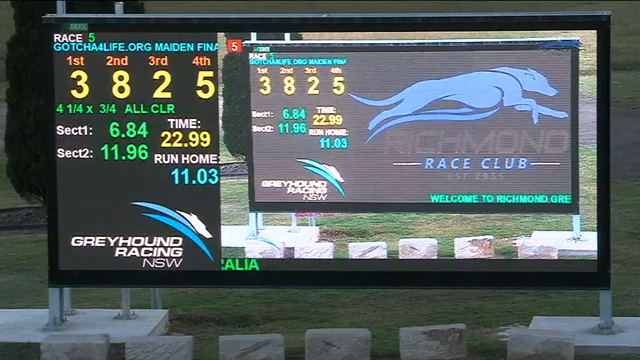 RACE 5
GOTCHA4LIFE.ORG MAIDEN FINA
1st 2nd 3rd 4th
3 8 2 5
4 1/4 x 3/4 ALL CLR
Sect1: 6.84 TIME:
22.99
Sect2: 11.96 RUN HOME:
11.03
GREYHOUND
RACING
NSW
5
RACE 5
GOTCHA4LIFE.ORG MAIDEN FINA
1st 2nd 3rd 4th
3 8 2 5
Sect1: 6.84 TIME:
22.99
Sect2: 11.96 RUN HOME:
11.03
GREYHOUND
RACING
NSW
RICHMOND
RACE CLUB
EST 1955
WELCOME TO RICHMOND GRE
RALIA